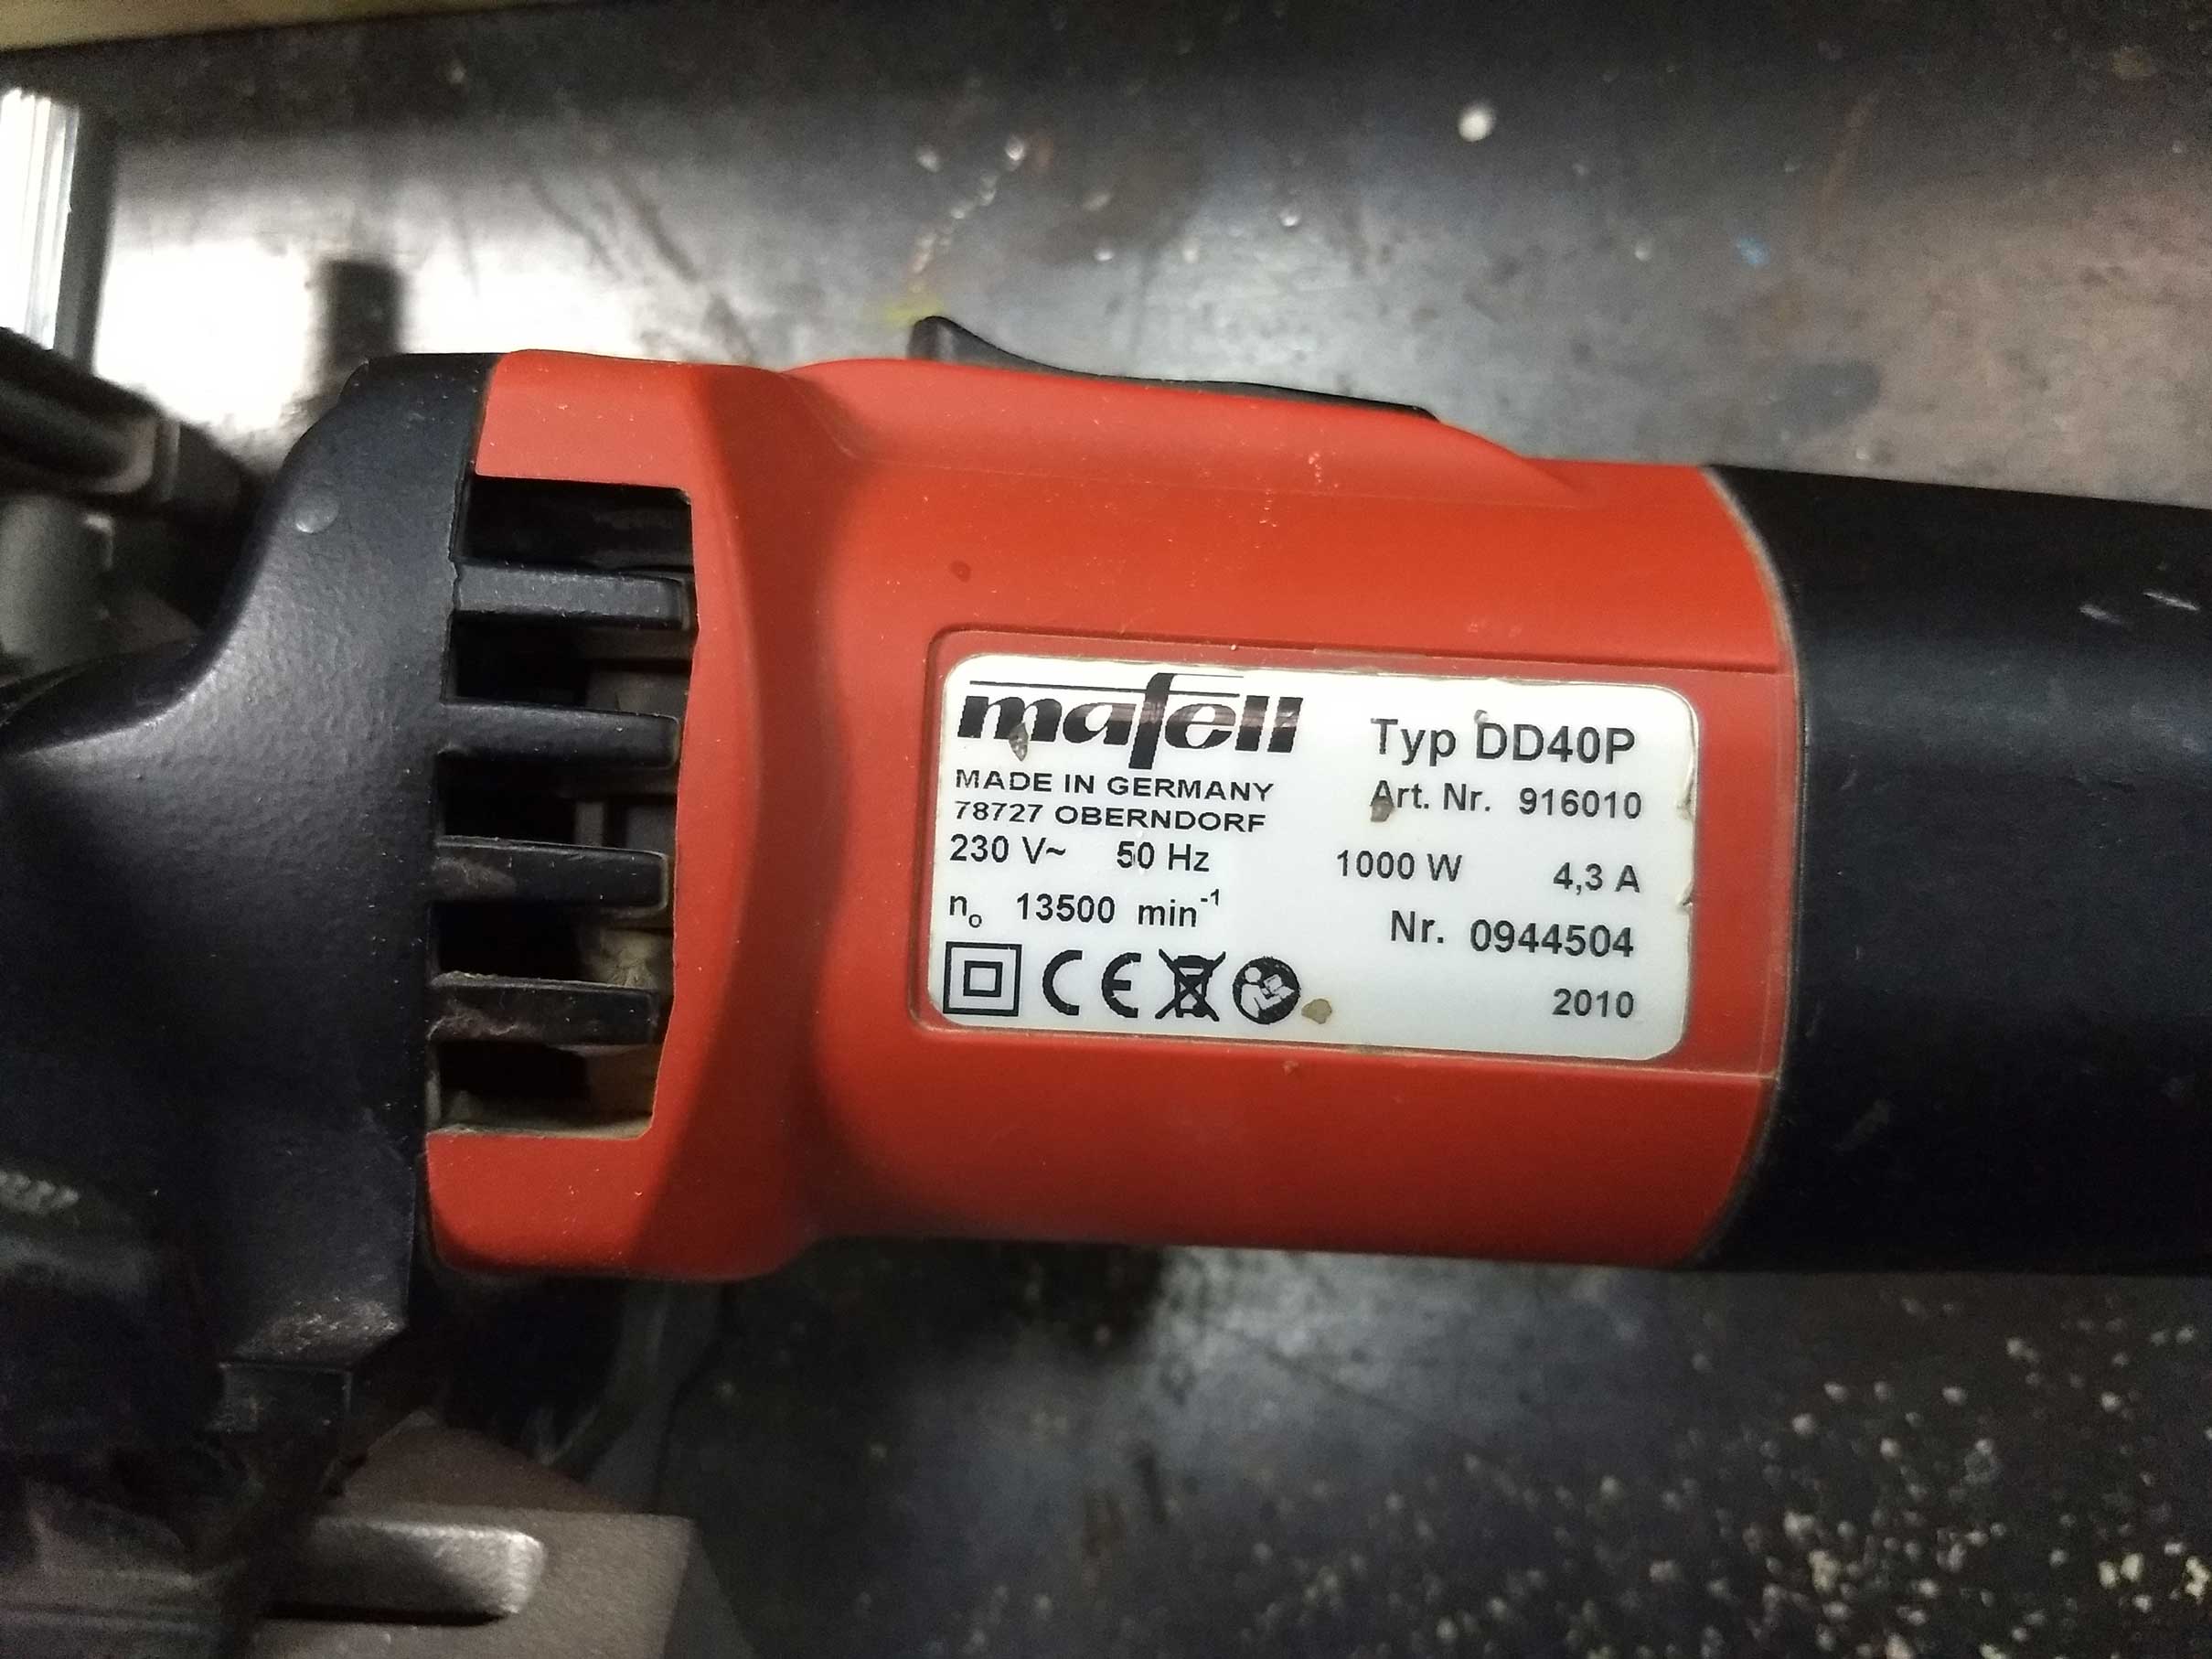 mafell
Typ DD40P
MADE IN GERMANY
Art. Nr. 916010
78727 OBERNDORF
230 V~ 50 Hz 1000 W 4,3 A
n₀ 13500 min⁻¹
Nr. 0944504
CE
2010